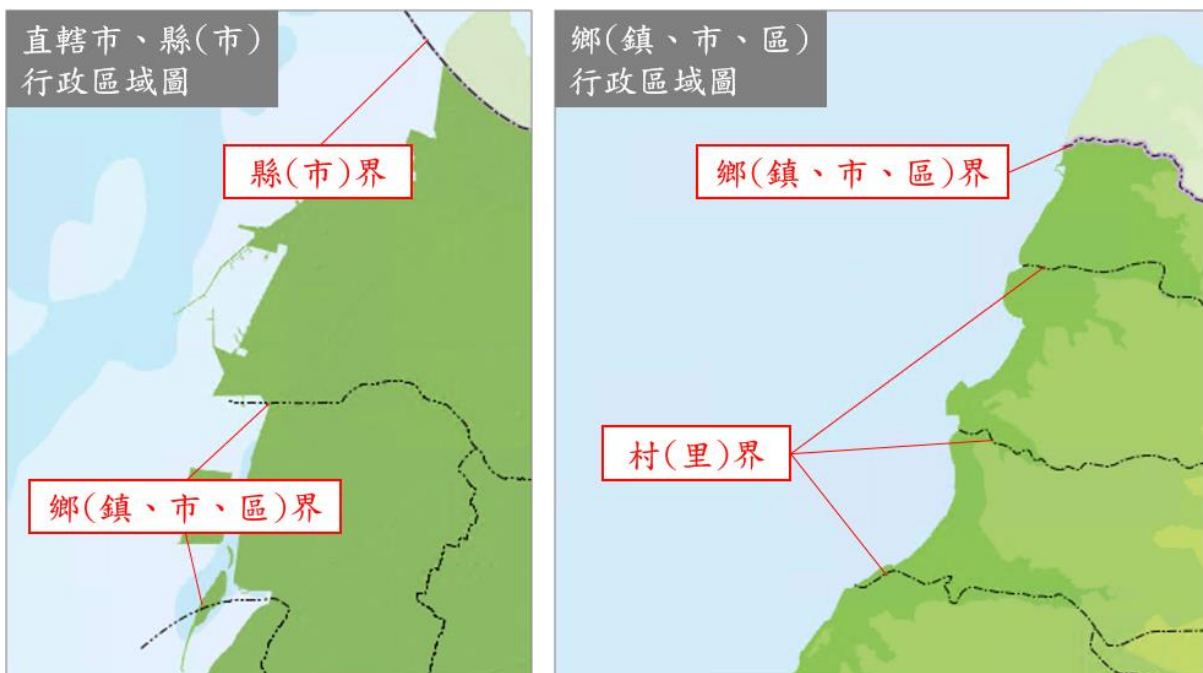 直轄市、縣(市)
行政區域圖
縣(市)界
鄉(鎮、市、區)界
鄉(鎮、市、區)
行政區域圖
鄉(鎮、市、區)界
村(里)界